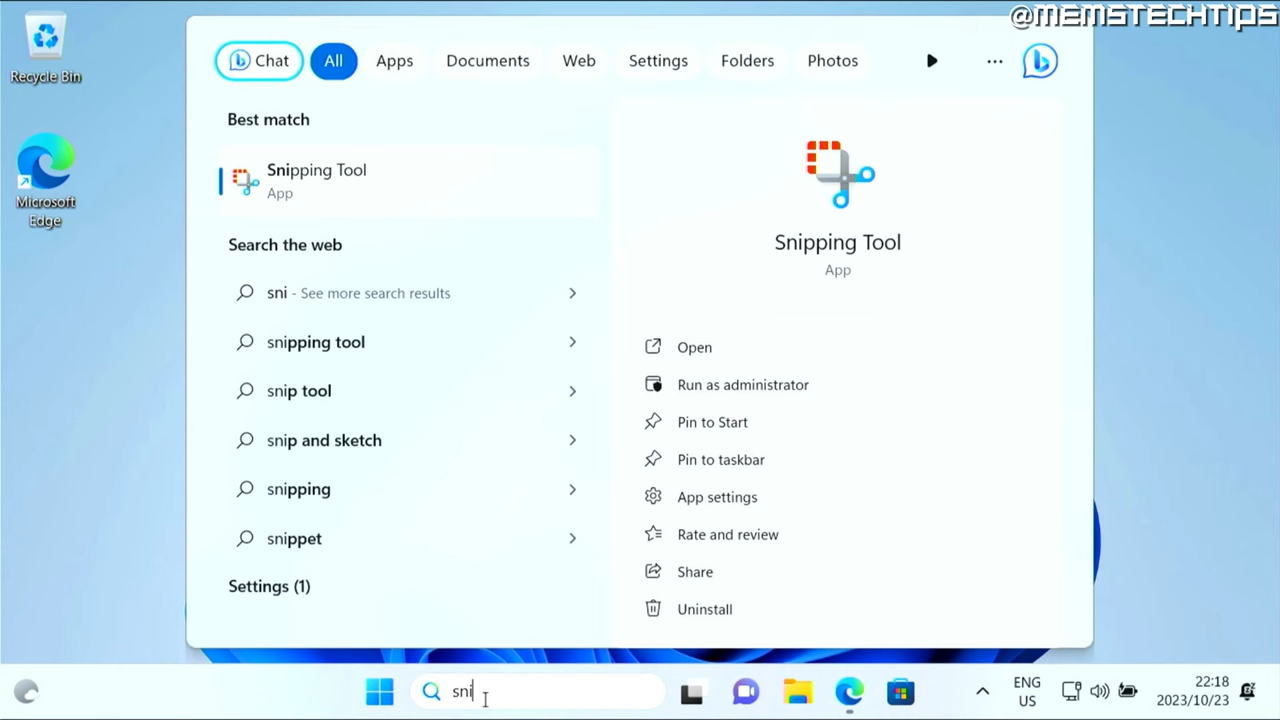 @MEMSTECHTIPS
Recycle Bin
Microsoft
Edge
Chat
All
Apps
Documents
Web
Settings
Folders
Photos
...
Best match
Snipping Tool
App
Search the web
sni - See more search results
snipping tool
snip tool
snip and sketch
snipping
snippet
Settings (1)
Snipping Tool
App
Open
Run as administrator
Pin to Start
Pin to taskbar
App settings
Rate and review
Share
Uninstall
sni
ENG
US
22:18
2023/10/23